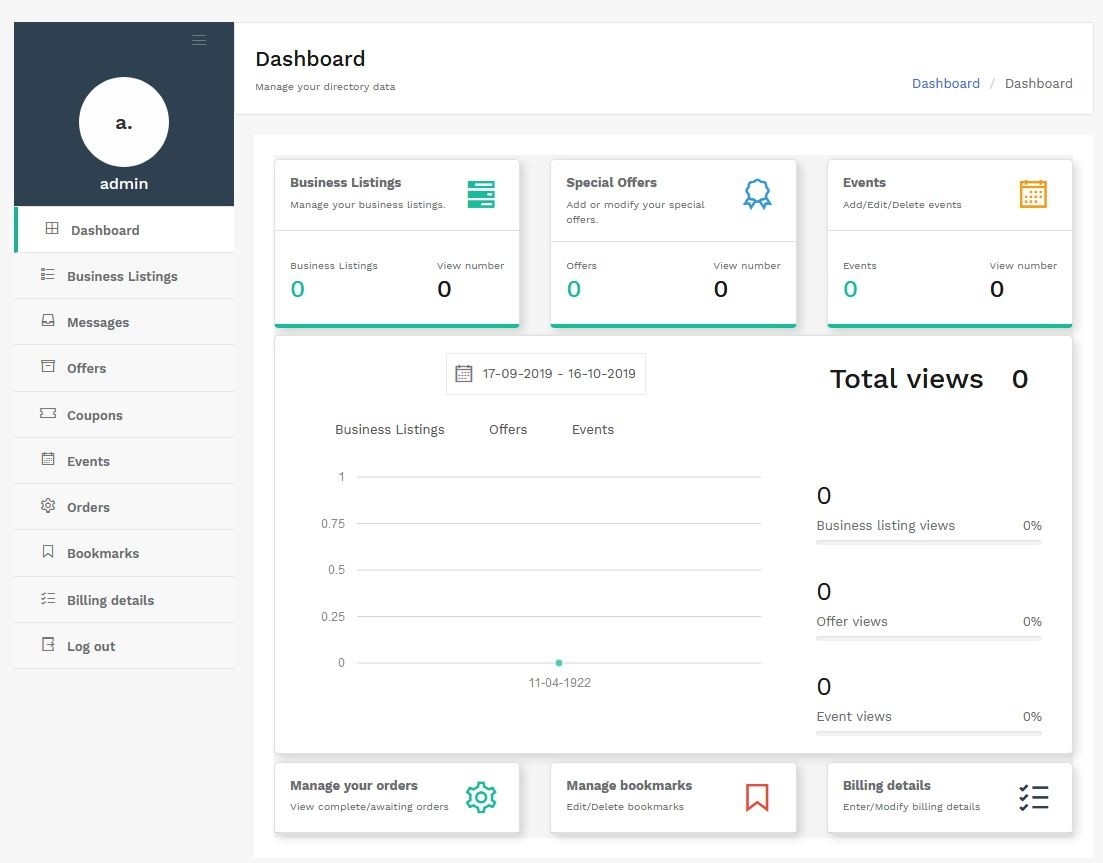 a.
admin
Dashboard
Business Listings
Messages
Offers
Coupons
Events
Orders
Bookmarks
Billing details
Log out
Dashboard
Manage your directory data
Dashboard / Dashboard
Business Listings
Manage your business listings.
Business Listings View number
0 0
Special Offers
Add or modify your special
offers.
Offers View number
0 0
Events
Add/Edit/Delete events
Events View number
0 0
17-09-2019 - 16-10-2019
Business Listings Offers Events
1
0.75
0.5
0.25
0
11-04-1922
Total views 0
0
Business listing views 0%
0
Offer views 0%
0
Event views 0%
Manage your orders
View complete/awaiting orders
Manage bookmarks
Edit/Delete bookmarks
Billing details
Enter/Modify billing details